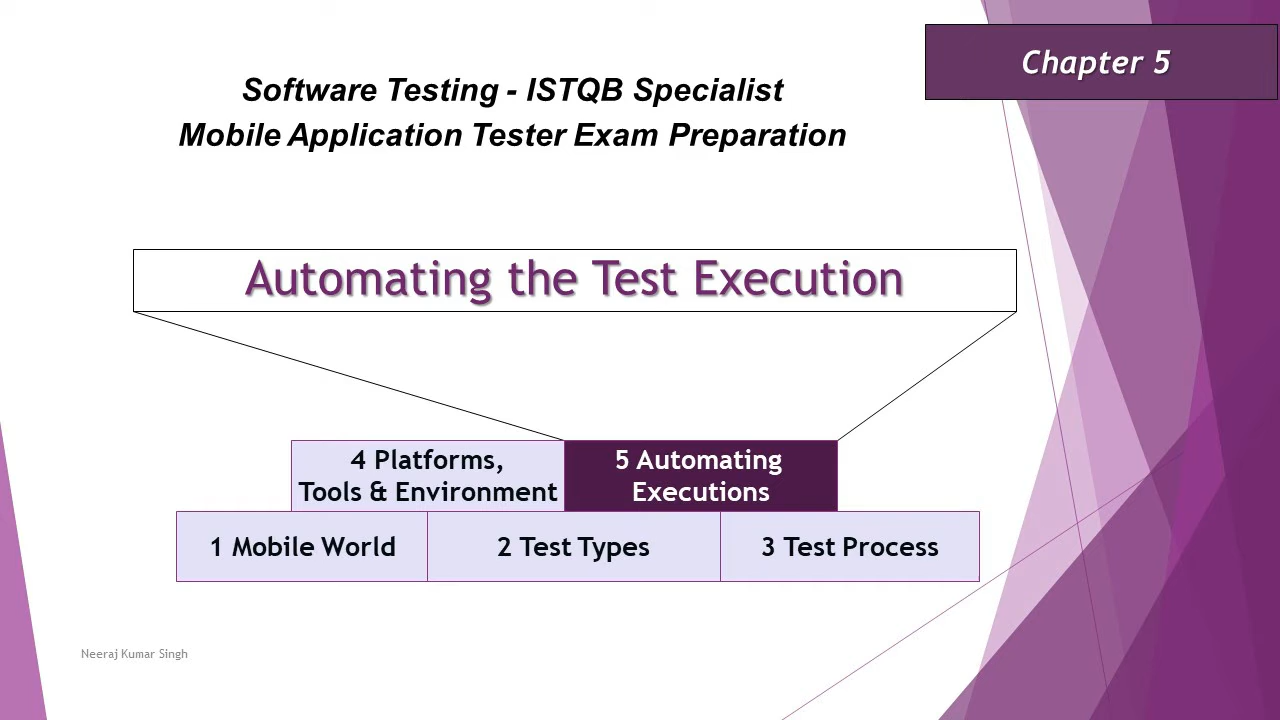 Chapter 5
Software Testing - ISTQB Specialist
Mobile Application Tester Exam Preparation
Automating the Test Execution
4 Platforms,
Tools & Environment
5 Automating
Executions
1 Mobile World
2 Test Types
3 Test Process
Neeraj Kumar Singh